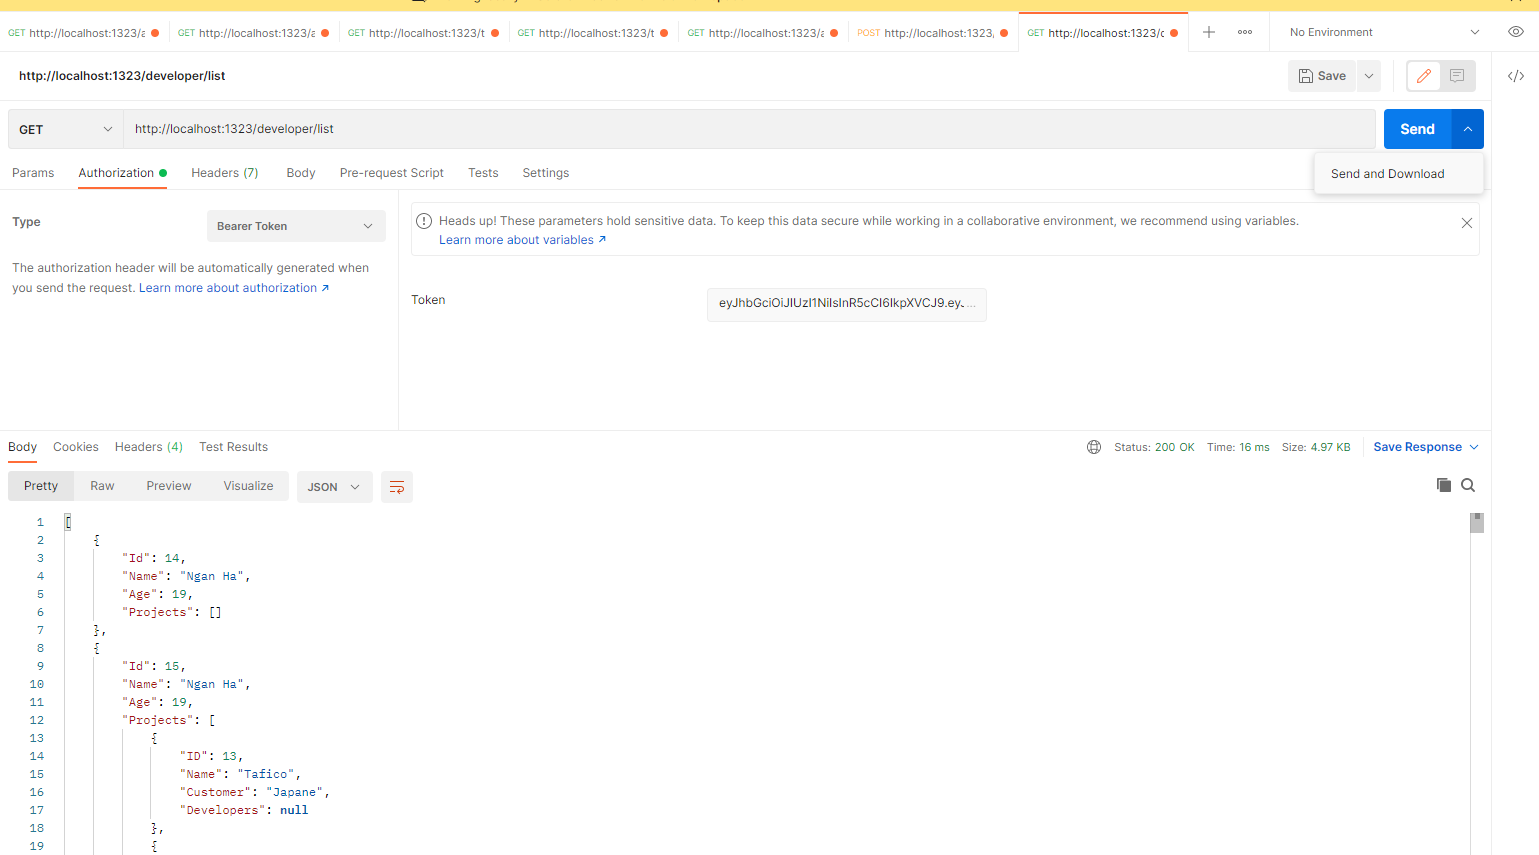 GET http://localhost:1323/a
GET http://localhost:1323/a
GET http://localhost:1323/t
GET http://localhost:1323/t
GET http://localhost:1323/a
POST http://localhost:1323,
GET http://localhost:1323/c
No Environment
http://localhost:1323/developer/list
Save
GET
http://localhost:1323/developer/list
Send
Params
Authorization
Headers (7)
Body
Pre-request Script
Tests
Settings
Send and Download
Type
Bearer Token
Heads up! These parameters hold sensitive data. To keep this data secure while working in a collaborative environment, we recommend using variables.
Learn more about variables ↗
The authorization header will be automatically generated when
you send the request. Learn more about authorization ↗
Token
eyJhbGciOiJIUzI1NiIsInR5cCI6IkpXVCJ9.eyJ...
Body
Cookies
Headers (4)
Test Results
Status: 200 OK
Time: 16 ms
Size: 4.97 KB
Save Response
Pretty
Raw
Preview
Visualize
JSON
1 [
2 {
3 "Id": 14,
4 "Name": "Ngan Ha",
5 "Age": 19,
6 "Projects": []
7 },
8 {
9 "Id": 15,
10 "Name": "Ngan Ha",
11 "Age": 19,
12 "Projects": [
13 {
14 "ID": 13,
15 "Name": "Tafico",
16 "Customer": "Japane",
17 "Developers": null
18 },
19 {